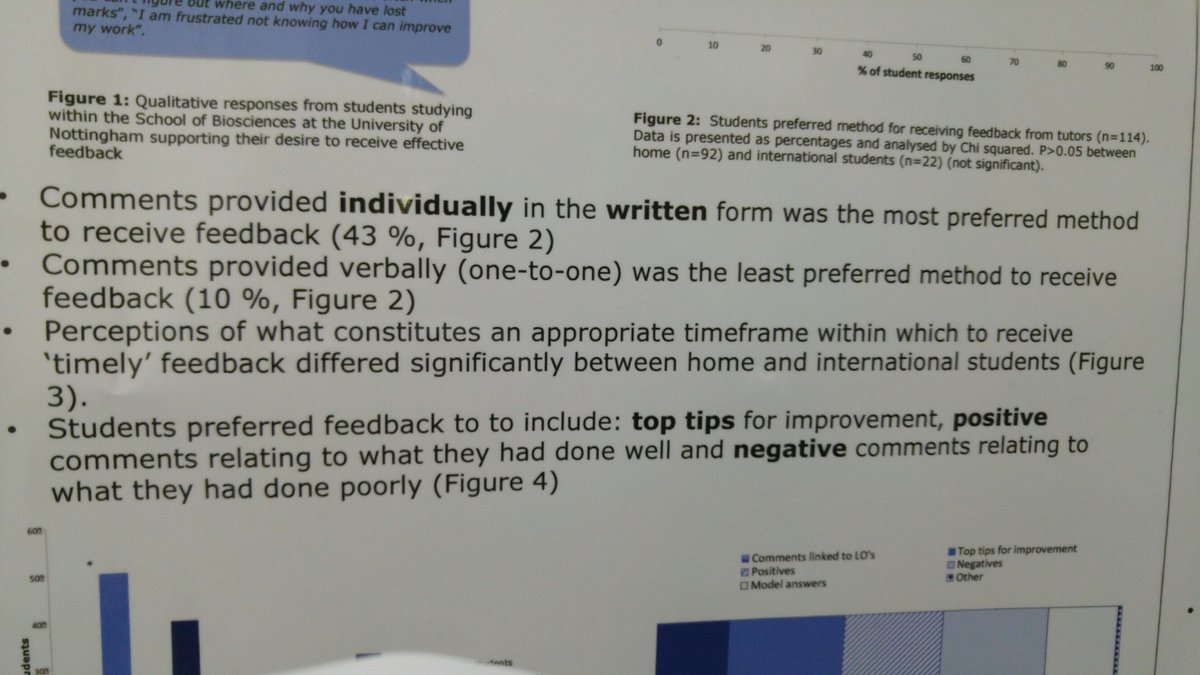 figure out where and why you have lost
marks", "I am frustrated not knowing how I can improve
my work".
0 10 20 30 40 50 60 70 80 90 100
% of student responses
Figure 1: Qualitative responses from students studying
within the School of Biosciences at the University of
Nottingham supporting their desire to receive effective
feedback
Figure 2: Students preferred method for receiving feedback from tutors (n=114).
Data is presented as percentages and analysed by Chi squared. P>0.05 between
home (n=92) and international students (n=22) (not significant).
• Comments provided individually in the written form was the most preferred method
to receive feedback (43 %, Figure 2)
• Comments provided verbally (one-to-one) was the least preferred method to receive
feedback (10 %, Figure 2)
• Perceptions of what constitutes an appropriate timeframe within which to receive
‘timely’ feedback differed significantly between home and international students (Figure
3).
• Students preferred feedback to to include: top tips for improvement, positive
comments relating to what they had done well and negative comments relating to
what they had done poorly (Figure 4)
Comments linked to LO's
Positives
Model answers
Top tips for improvement
Negatives
Other